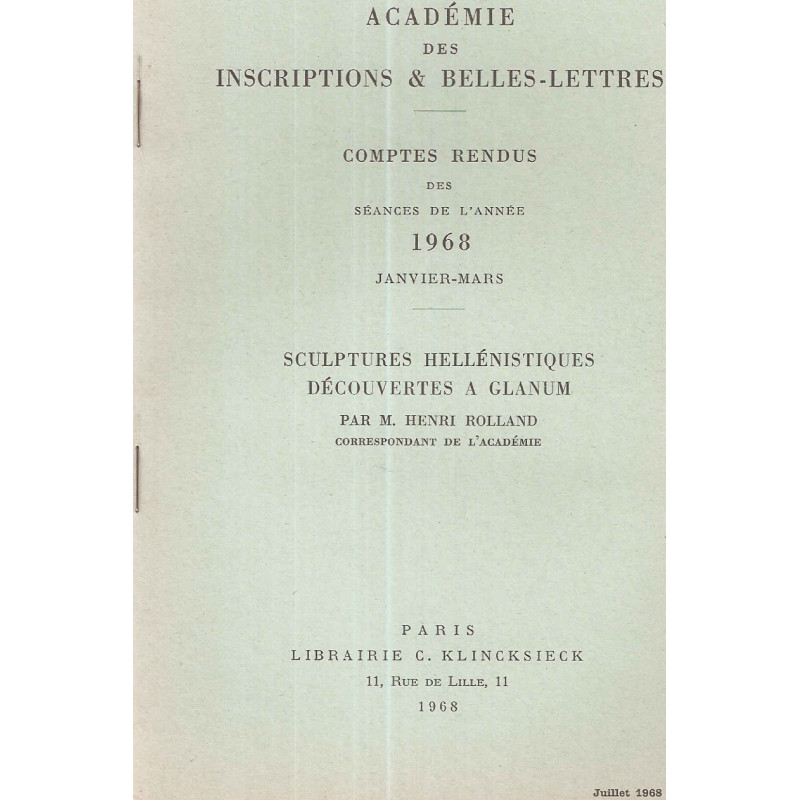 ACADÉMIE
DES
INSCRIPTIONS & BELLES-LETTRES
COMPTES RENDUS
DES
SÉANCES DE L'ANNÉE
1968
JANVIER-MARS
SCULPTURES HELLÉNISTIQUES
DÉCOUVERTES A GLANUM
PAR M. HENRI ROLLAND
CORRESPONDANT DE L'ACADÉMIE
PARIS
LIBRAIRIE C. KLINCKSIECK
11, RUE DE LILLE, 11
1968
Juillet 1968